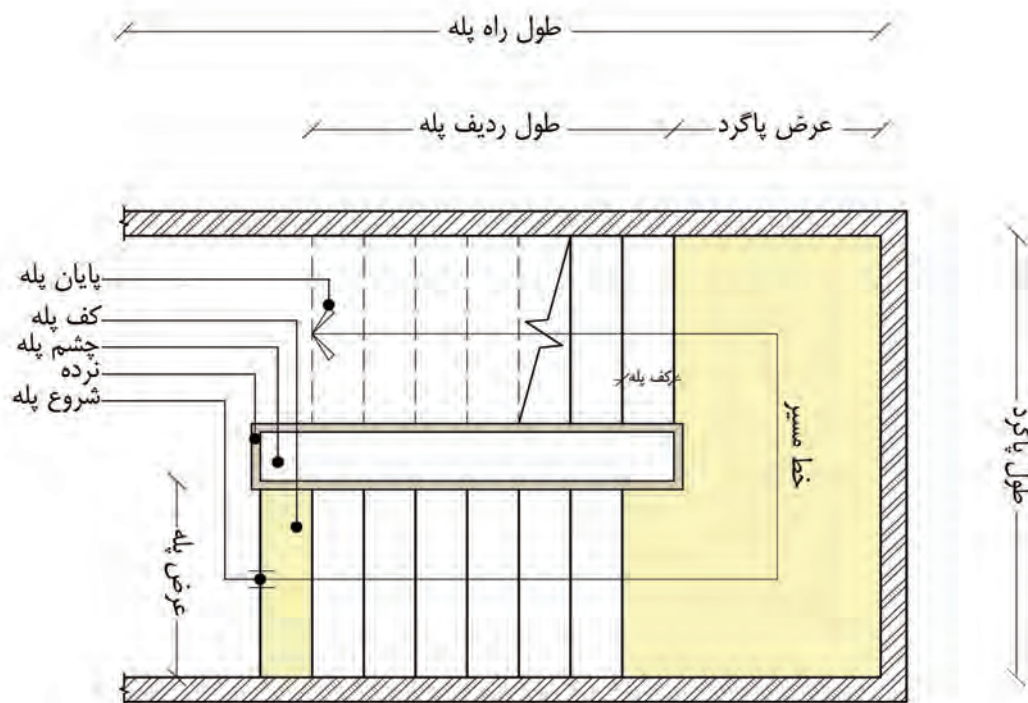 طول راه پله
عرض پاگرد
طول ردیف پله
پایان پله
کف پله
چشم پله
نرده
شروع پله
کف پله
خط مسیر
طول پاگرد
عرض پله